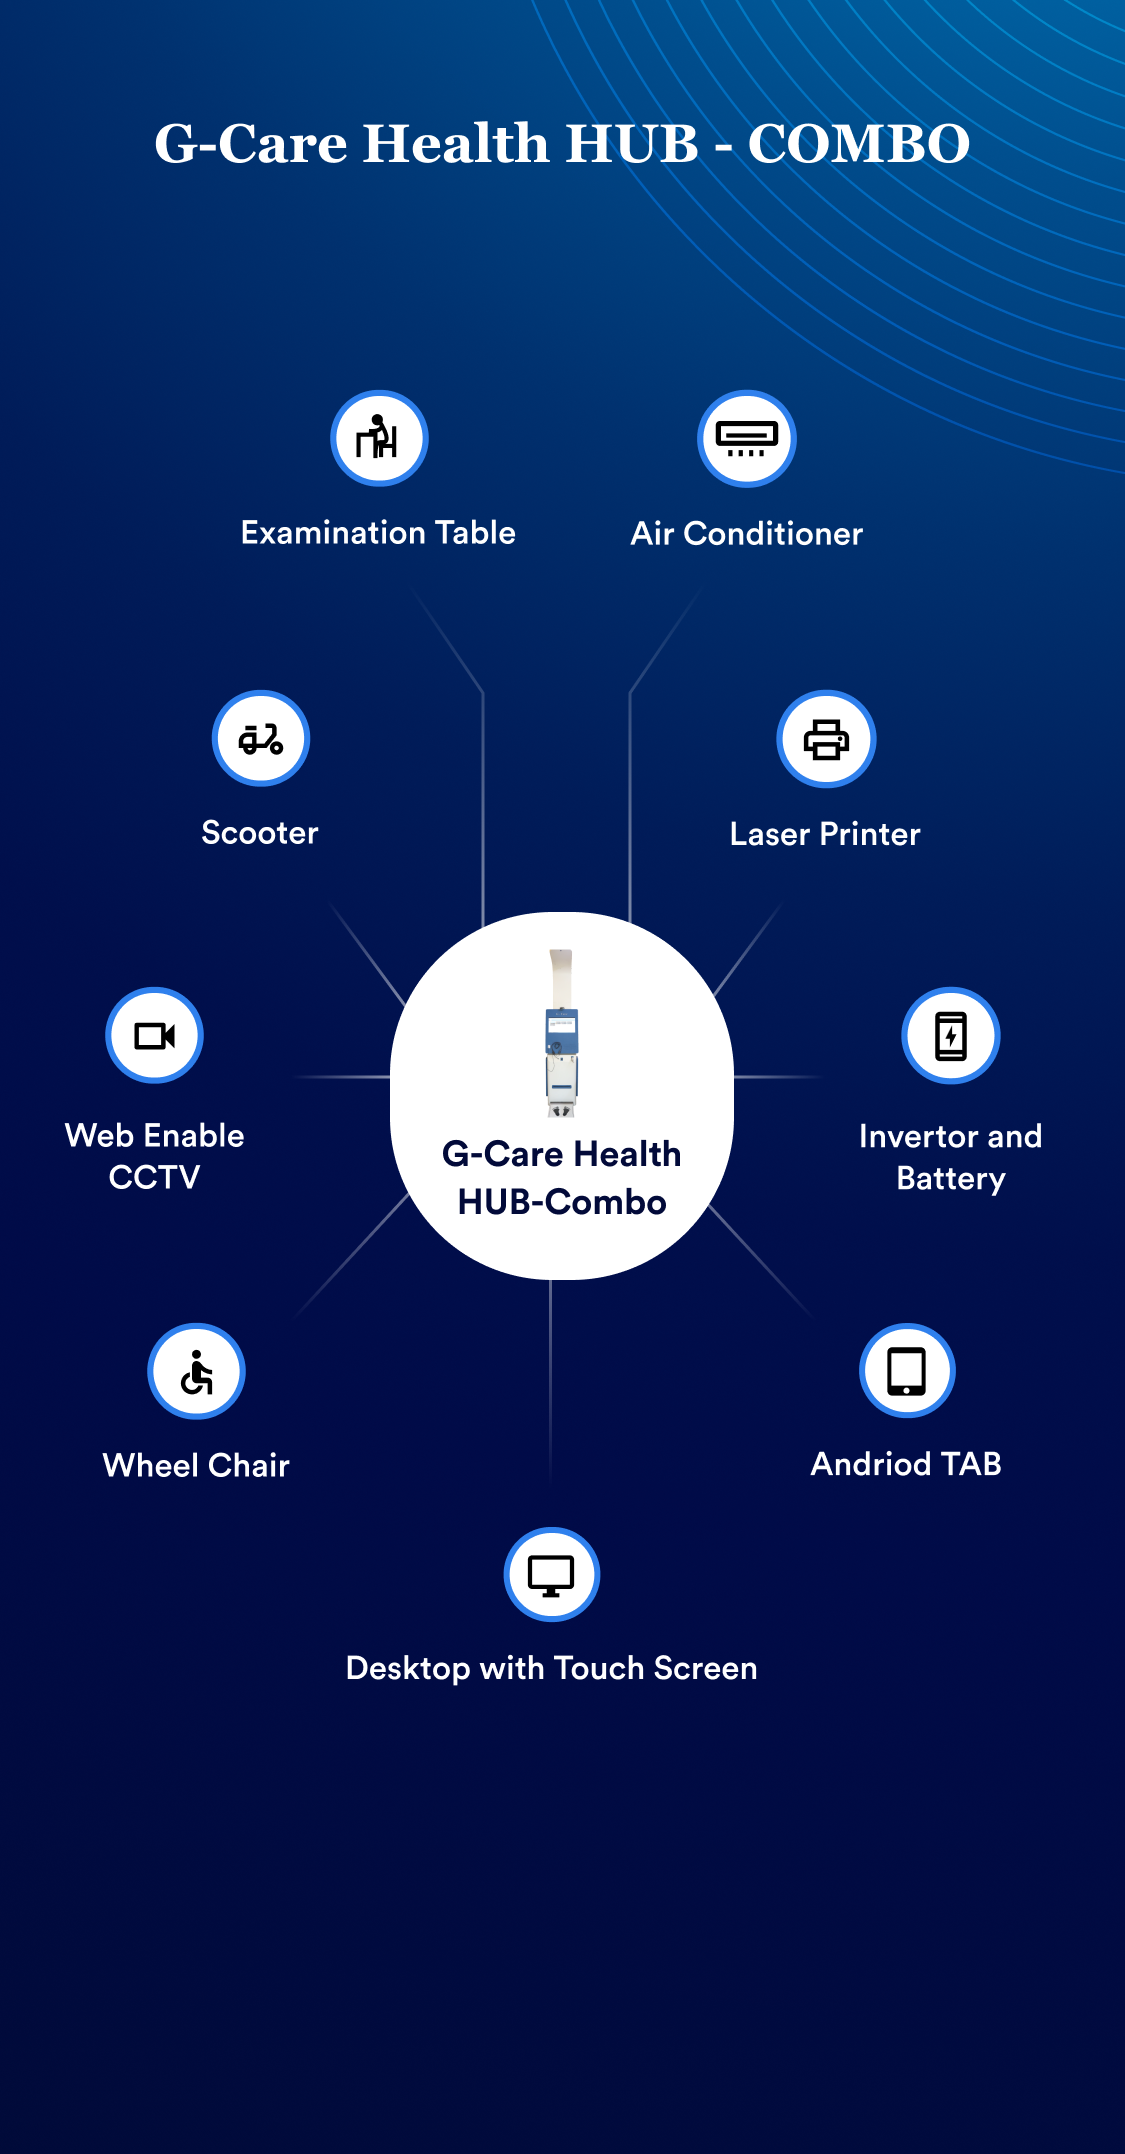 G-Care Health HUB - COMBO
Examination Table
Air Conditioner
Scooter
Laser Printer
Web Enable
CCTV
G-Care Health
HUB-Combo
Invertor and
Battery
Wheel Chair
Andriod TAB
Desktop with Touch Screen